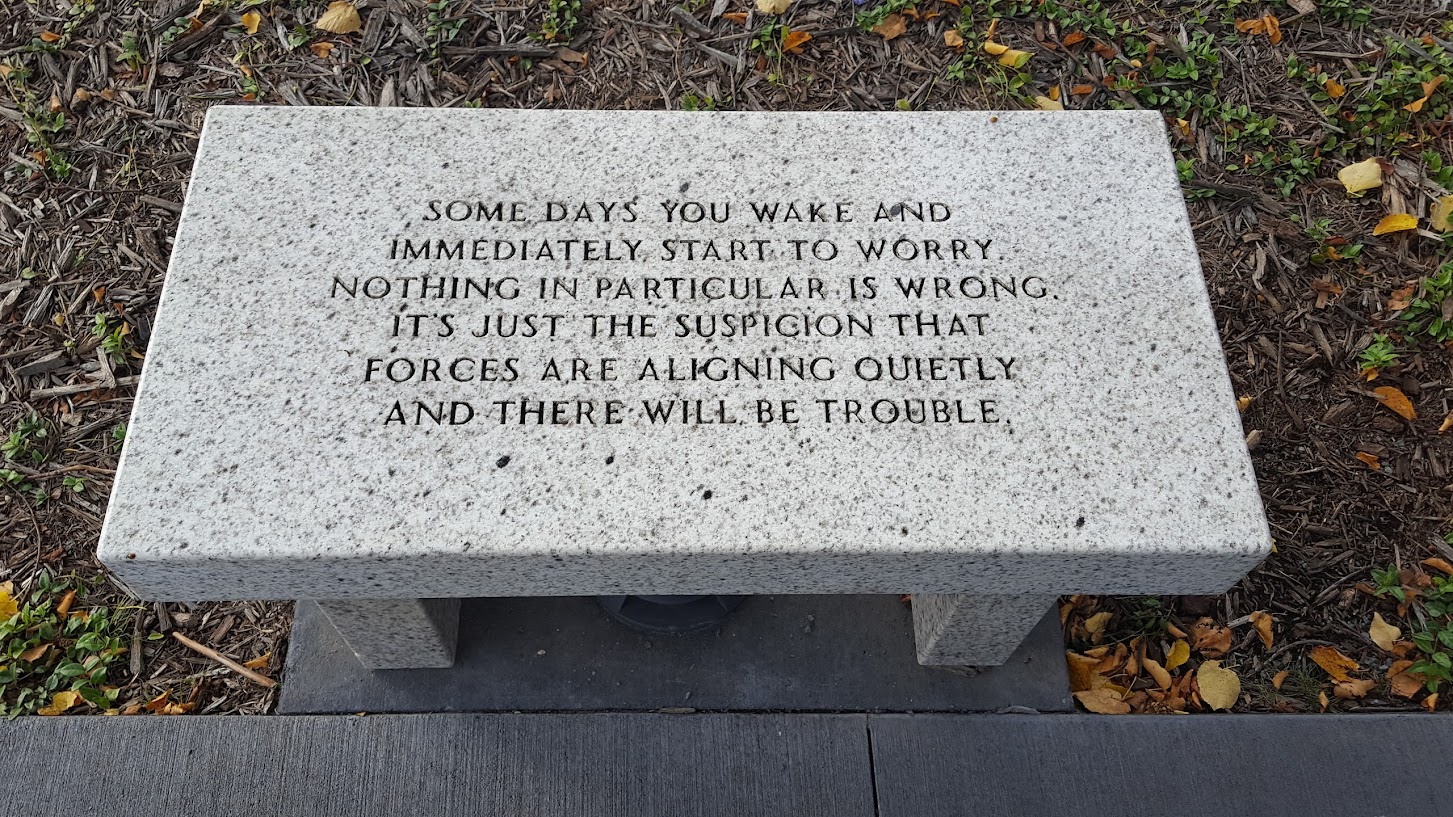 SOME DAYS YOU WAKE AND
IMMEDIATELY START TO WORRY.
NOTHING IN PARTICULAR IS WRONG,
IT'S JUST THE SUSPICION THAT
FORCES ARE ALIGNING QUIETLY
AND THERE WILL BE TROUBLE.